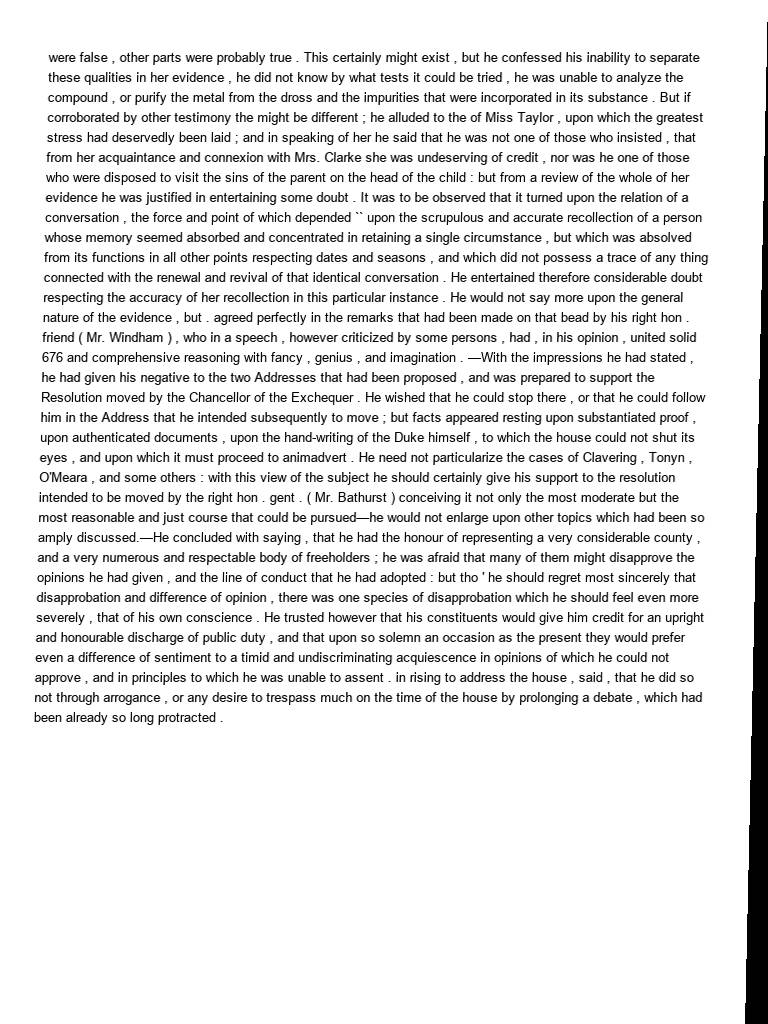 were false , other parts were probably true . This certainly might exist , but he confessed his inability to separate
these qualities in her evidence , he did not know by what tests it could be tried , he was unable to analyze the
compound , or purify the metal from the dross and the impurities that were incorporated in its substance . But if
corroborated by other testimony the might be different ; he alluded to the of Miss Taylor , upon which the greatest
stress had deservedly been laid ; and in speaking of her he said that he was not one of those who insisted , that
from her acquaintance and connexion with Mrs. Clarke she was undeserving of credit , nor was he one of those
who were disposed to visit the sins of the parent on the head of the child : but from a review of the whole of her
evidence he was justified in entertaining some doubt . It was to be observed that it turned upon the relation of a
conversation , the force and point of which depended `` upon the scrupulous and accurate recollection of a person
whose memory seemed absorbed and concentrated in retaining a single circumstance , but which was absolved
from its functions in all other points respecting dates and seasons , and which did not possess a trace of any thing
connected with the renewal and revival of that identical conversation . He entertained therefore considerable doubt
respecting the accuracy of her recollection in this particular instance . He would not say more upon the general
nature of the evidence , but . agreed perfectly in the remarks that had been made on that bead by his right hon .
friend ( Mr. Windham ) , who in a speech , however criticized by some persons , had , in his opinion , united solid
676 and comprehensive reasoning with fancy , genius , and imagination . —With the impressions he had stated ,
he had given his negative to the two Addresses that had been proposed , and was prepared to support the
Resolution moved by the Chancellor of the Exchequer . He wished that he could stop there , or that he could follow
him in the Address that he intended subsequently to move ; but facts appeared resting upon substantiated proof ,
upon authenticated documents , upon the hand-writing of the Duke himself , to which the house could not shut its
eyes , and upon which it must proceed to animadvert . He need not particularize the cases of Clavering , Tonyn ,
O'Meara , and some others : with this view of the subject he should certainly give his support to the resolution
intended to be moved by the right hon . gent . ( Mr. Bathurst ) conceiving it not only the most moderate but the
most reasonable and just course that could be pursued—he would not enlarge upon other topics which had been so
amply discussed.—He concluded with saying , that he had the honour of representing a very considerable county ,
and a very numerous and respectable body of freeholders ; he was afraid that many of them might disapprove the
opinions he had given , and the line of conduct that he had adopted : but tho ' he should regret most sincerely that
disapprobation and difference of opinion , there was one species of disapprobation which he should feel even more
severely , that of his own conscience . He trusted however that his constituents would give him credit for an upright
and honourable discharge of public duty , and that upon so solemn an occasion as the present they would prefer
even a difference of sentiment to a timid and undiscriminating acquiescence in opinions of which he could not
approve , and in principles to which he was unable to assent . in rising to address the house , said , that he did so
not through arrogance , or any desire to trespass much on the time of the house by prolonging a debate , which had
been already so long protracted .